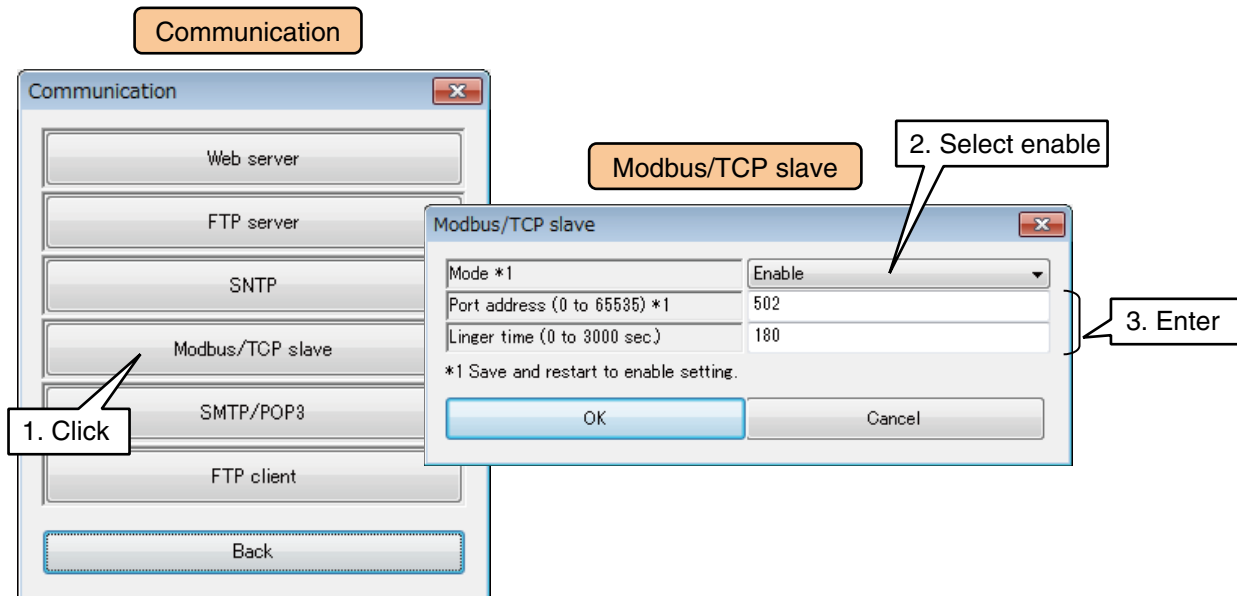 Communication
Communication
Web server
FTP server
SNTP
Modbus/TCP slave
SMTP/POP3
FTP client
Back
1. Click
Modbus/TCP slave
2. Select enable
Modbus/TCP slave
Mode *1 Enable
Port address (0 to 65535) *1 502
Linger time (0 to 3000 sec.) 180
*1 Save and restart to enable setting.
OK Cancel
3. Enter